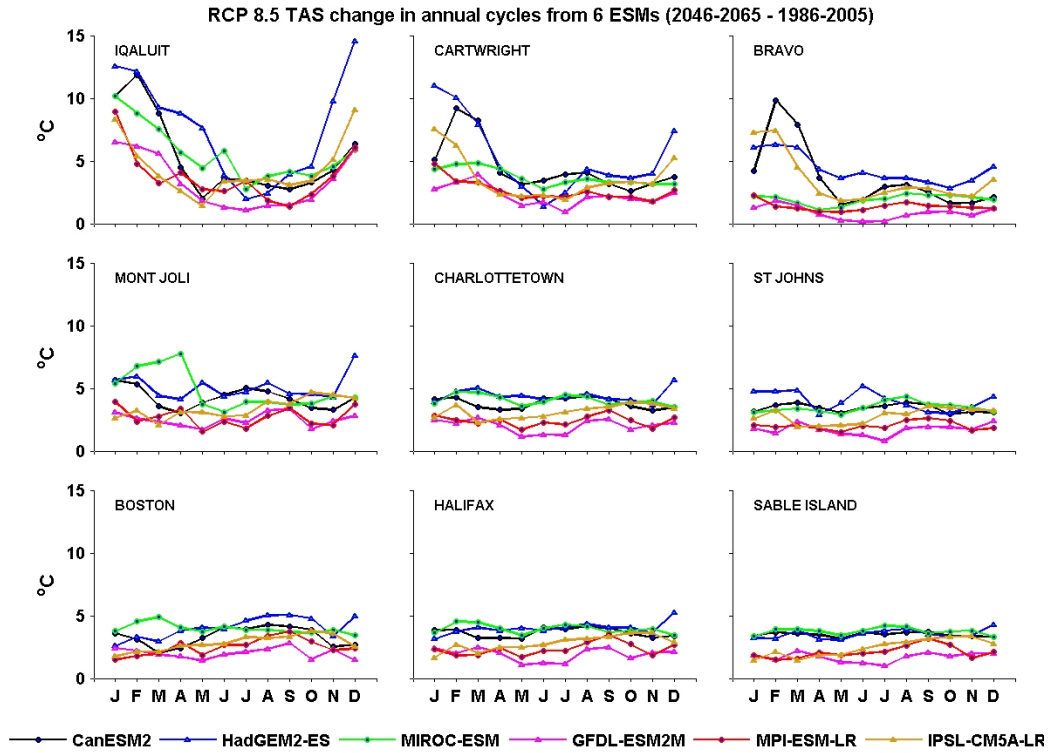 RCP 8.5 TAS change in annual cycles from 6 ESMs (2046-2065 - 1986-2005)
15 IQALUIT CARTWRIGHT BRAVO
10
°C
5
0
15
MONT JOLI CHARLOTTETOWN ST JOHNS
10
°C
5
0
15
BOSTON HALIFAX SABLE ISLAND
10
°C
5
0
J F M A M J J A S O N D J F M A M J J A S O N D J F M A M J J A S O N D
CanESM2 HadGEM2-ES MIROC-ESM GFDL-ESM2M MPI-ESM-LR IPSL-CM5A-LR